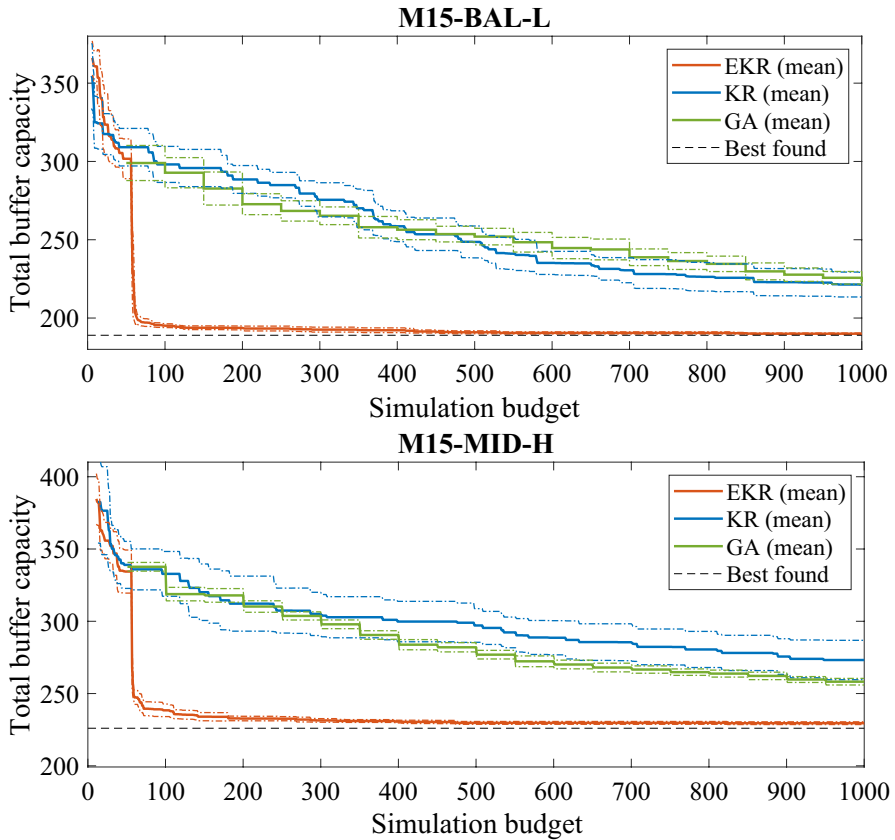 M15-BAL-L
EKR (mean)
KR (mean)
GA (mean)
Best found
Total buffer capacity
350
300
250
200
0 100 200 300 400 500 600 700 800 900 1000
Simulation budget
M15-MID-H
EKR (mean)
KR (mean)
GA (mean)
Best found
Total buffer capacity
400
350
300
250
200
0 100 200 300 400 500 600 700 800 900 1000
Simulation budget